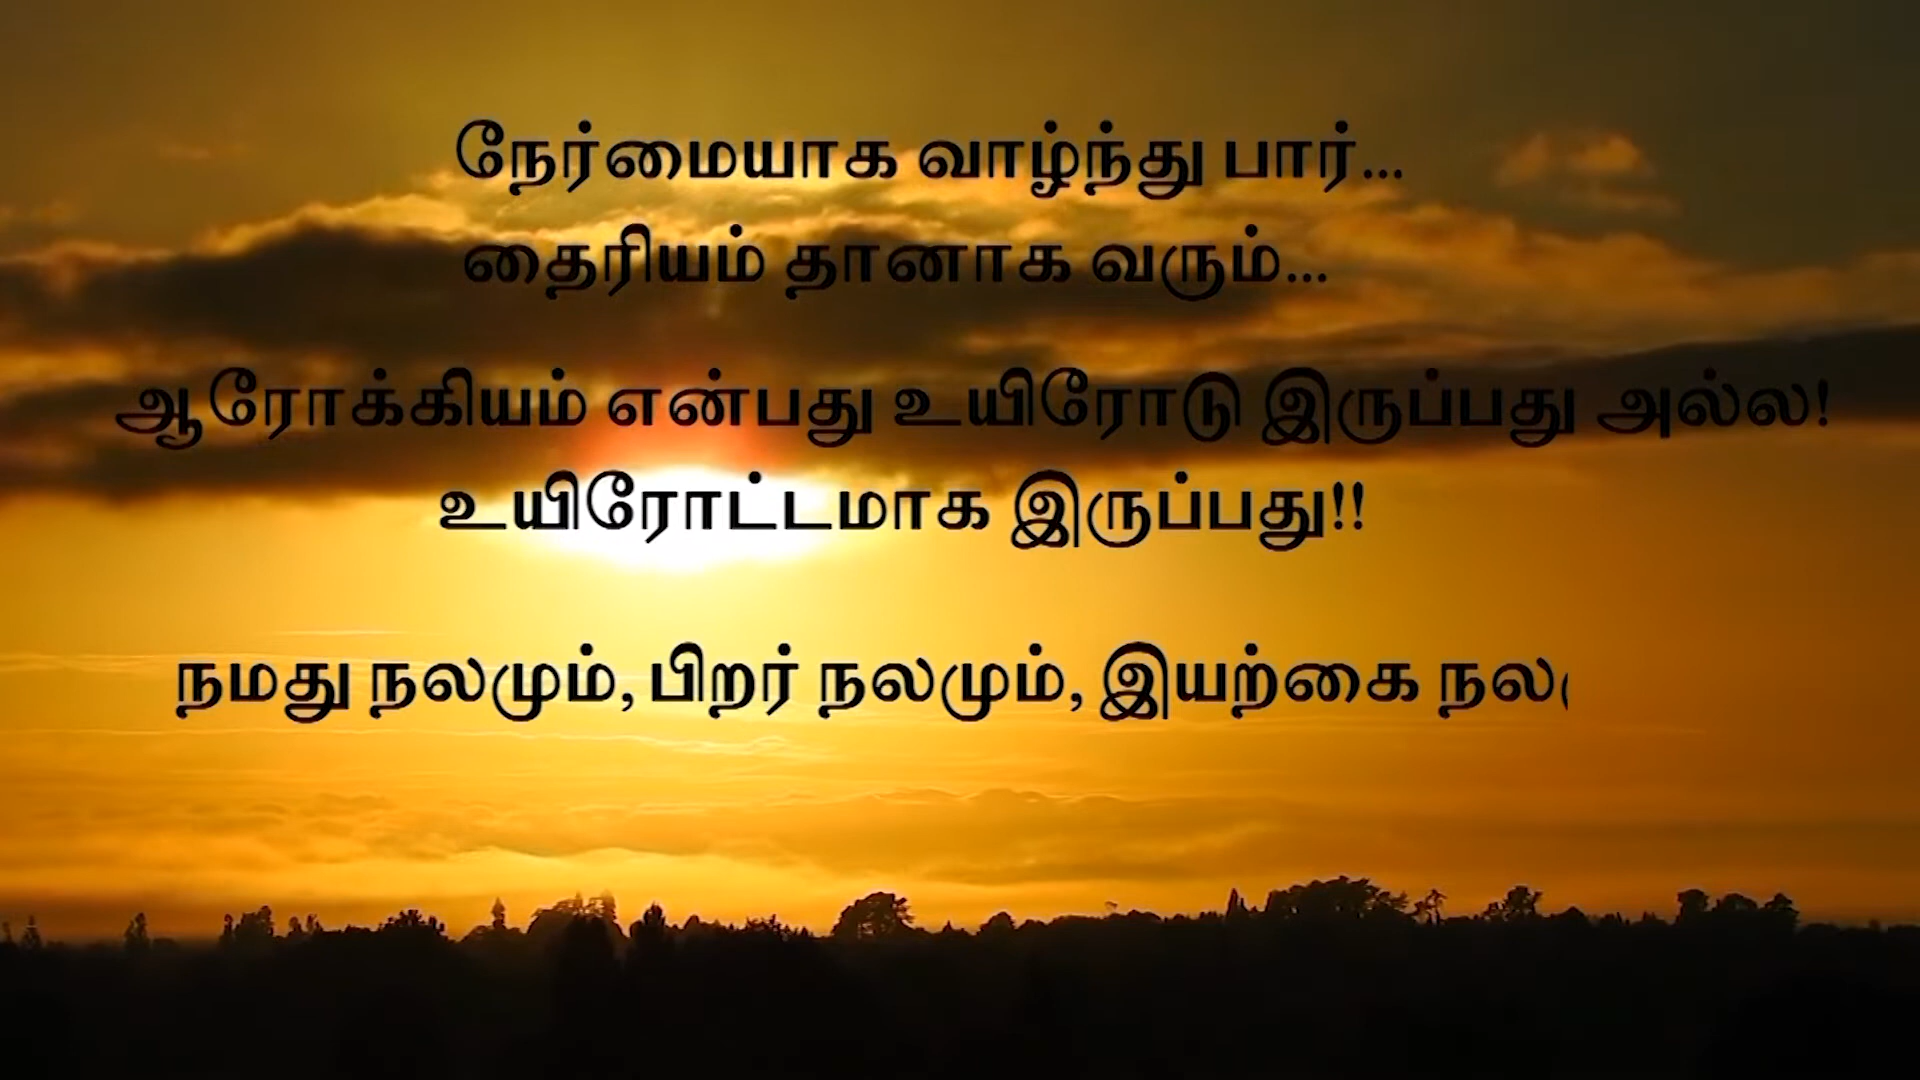 நேர்மையாக வாழ்ந்து பார்...
தைரியம் தானாக வரும்...
ஆரோக்கியம் என்பது உயிரோடு இருப்பது அல்ல!
உயிரோட்டமாக இருப்பது!!
நமது நலமும், பிறர் நலமும், இயற்கை